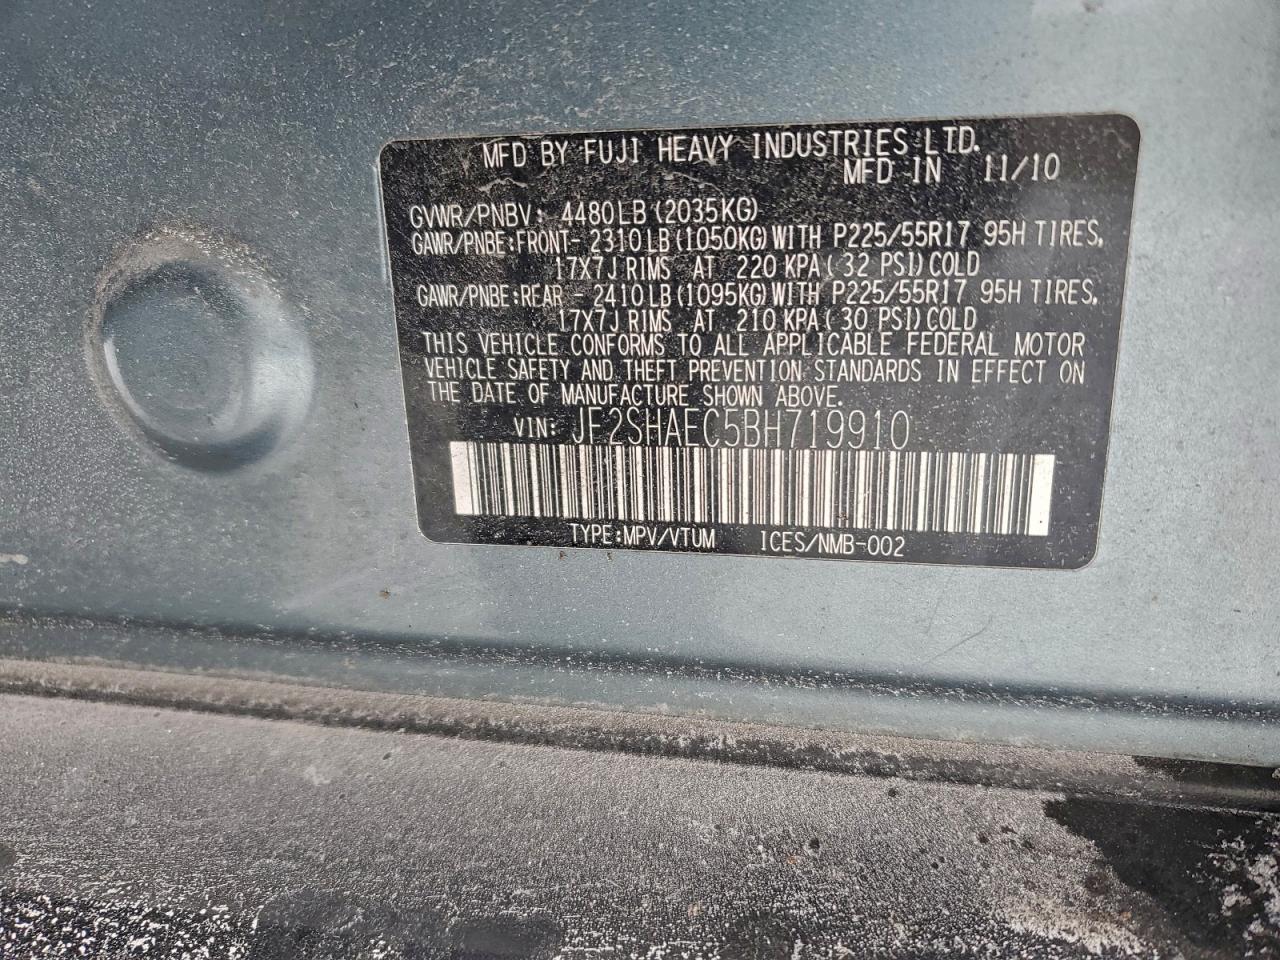 MFD BY FUJI HEAVY INDUSTRIES LTD.
MFD IN 11/10
GVWR/PNBV: 4480LB(2035KG)
GAWR/PNBE:FRONT- 2310LB(1050KG)WITH P225/55R17 95H TIRES,
17X7J RIMS AT 220 KPA( 32 PSI)COLD
GAWR/PNBE:REAR - 2410LB(1095KG)WITH P225/55R17 95H TIRES,
17X7J RIMS AT 210 KPA( 30 PSI)COLD
THIS VEHICLE CONFORMS TO ALL APPLICABLE FEDERAL MOTOR
VEHICLE SAFETY AND THEFT PREVENTION STANDARDS IN EFFECT ON
THE DATE OF MANUFACTURE SHOWN ABOVE.
VIN: JF2SHAEC5BH719910
TYPE:MPV/VTUM ICES/NMB-002